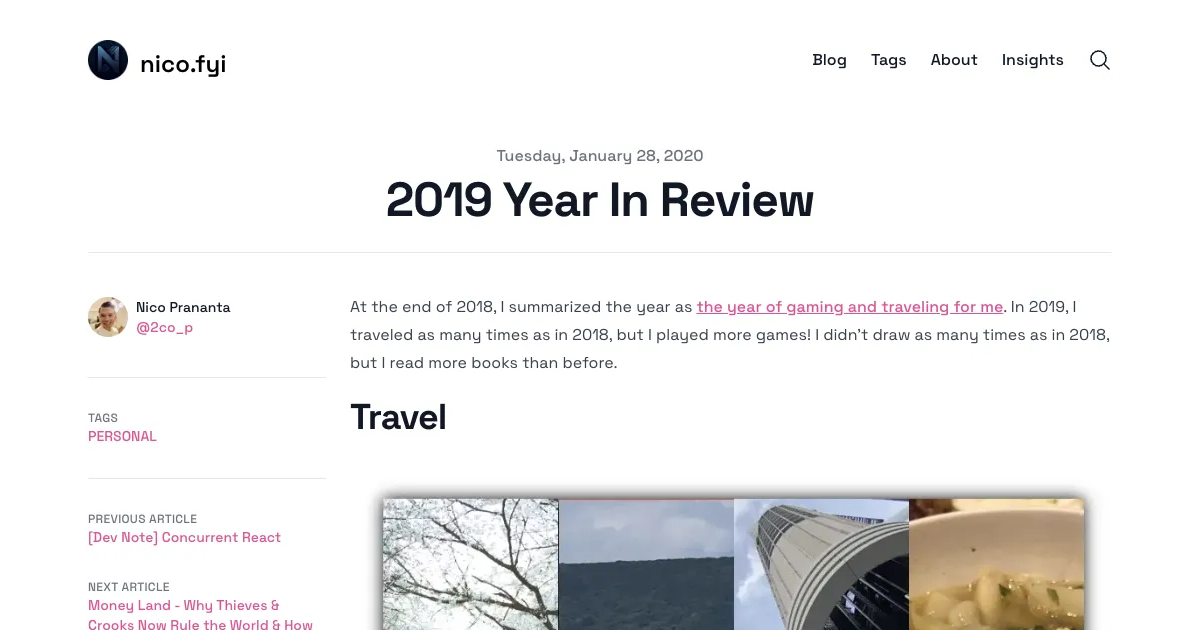 nico.fyi
Blog Tags About Insights
Tuesday, January 28, 2020
2019 Year In Review
Nico Prananta
@2co_p
TAGS
PERSONAL
PREVIOUS ARTICLE
[Dev Note] Concurrent React
NEXT ARTICLE
Money Land - Why Thieves &
Crooks Now Rule the World & How
At the end of 2018, I summarized the year as the year of gaming and traveling for me. In 2019, I
traveled as many times as in 2018, but I played more games! I didn’t draw as many times as in 2018,
but I read more books than before.
Travel